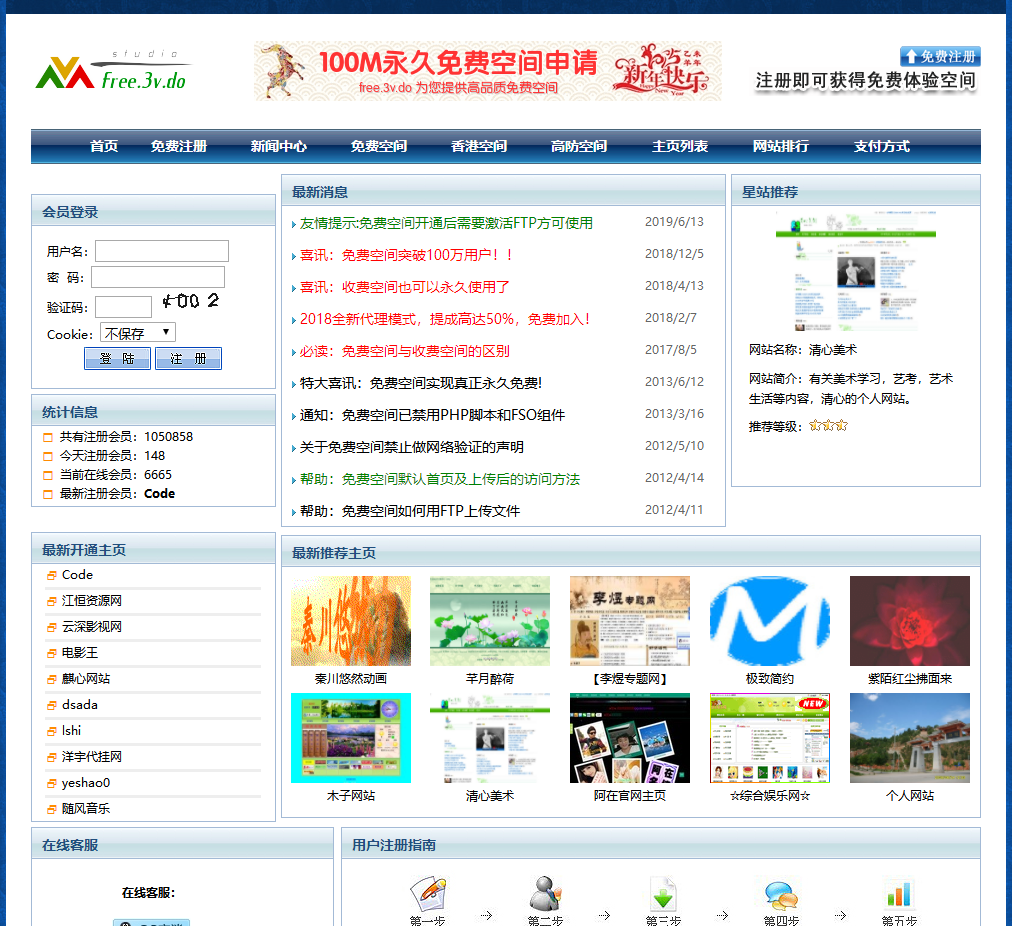 studio
free.3v.do
100M永久免费空间申请
free.3v.do 为您提供高品质免费空间
乙未
羊年
新年快乐
Happy New Year
免费注册
注册即可获得免费体验空间
首页 免费注册 新闻中心 免费空间 香港空间 高防空间 主页列表 网站排行 支付方式
会员登录
用户名：
密 码：
验证码：
Cookie： 不保存
登 陆 注 册
统计信息
共有注册会员：1050858
今天注册会员：148
当前在线会员：6665
最新注册会员：Code
最新消息
友情提示:免费空间开通后需要激活FTP方可使用 2019/6/13
喜讯：免费空间突破100万用户！！ 2018/12/5
喜讯：收费空间也可以永久使用了 2018/4/13
2018全新代理模式，提成高达50%，免费加入！ 2018/2/7
必读：免费空间与收费空间的区别 2017/8/5
特大喜讯：免费空间实现真正永久免费! 2013/6/12
通知：免费空间已禁用PHP脚本和FSO组件 2013/3/16
关于免费空间禁止做网络验证的声明 2012/5/10
帮助：免费空间默认首页及上传后的访问方法 2012/4/14
帮助：免费空间如何用FTP上传文件 2012/4/11
星站推荐
网站名称：清心美术
网站简介：有关美术学习，艺考，艺术
生活等内容，清心的个人网站。
推荐等级：
最新开通主页
Code
江恒资源网
云深影视网
电影王
麒心网站
dsada
lshi
洋宇代挂网
yeshao0
随风音乐
最新推荐主页
秦川悠然动画 芊月醉荷 【李煜专题网】 极致简约 紫陌红尘拂面来
李煜专题网
NEW
木子网站 清心美术 阿在官网主页 ☆综合娱乐网☆ 个人网站
在线客服
在线客服：
用户注册指南
第一步 第二步 第三步 第四步 第五步